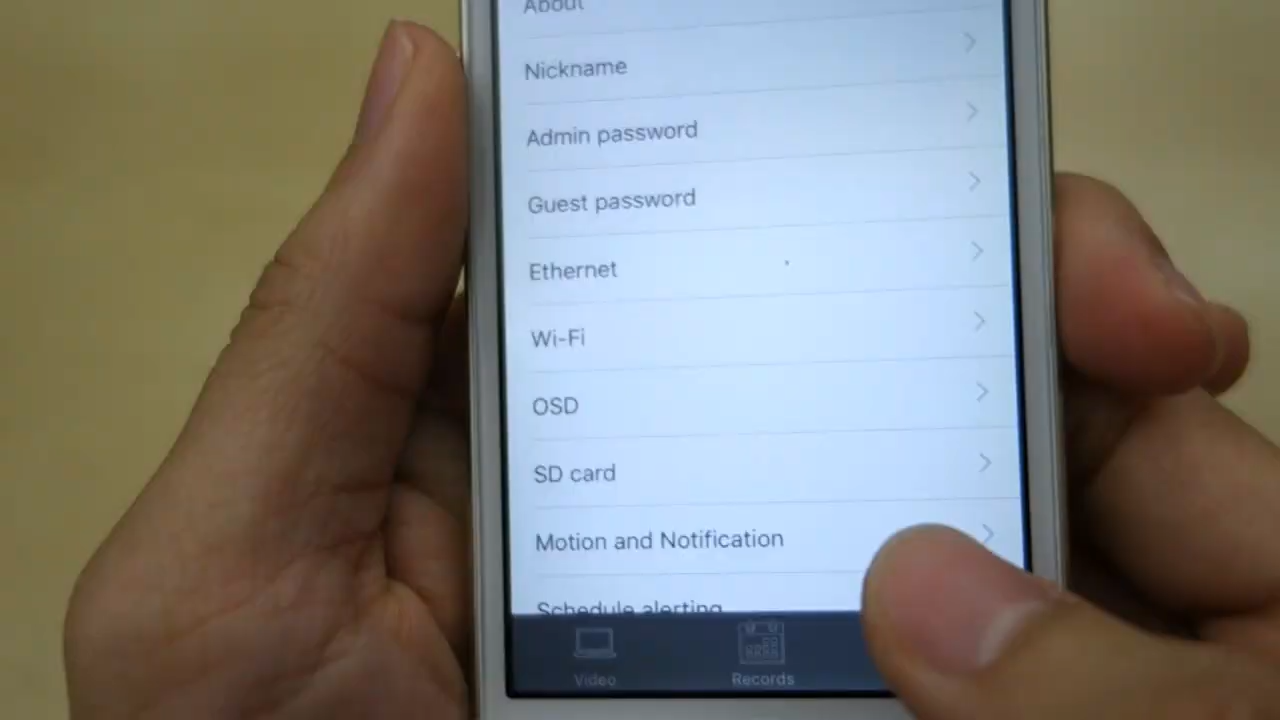 About
Nickname
Admin password
Guest password
Ethernet
Wi-Fi
OSD
SD card
Motion and Notification
Schedule alerting
Video
Records